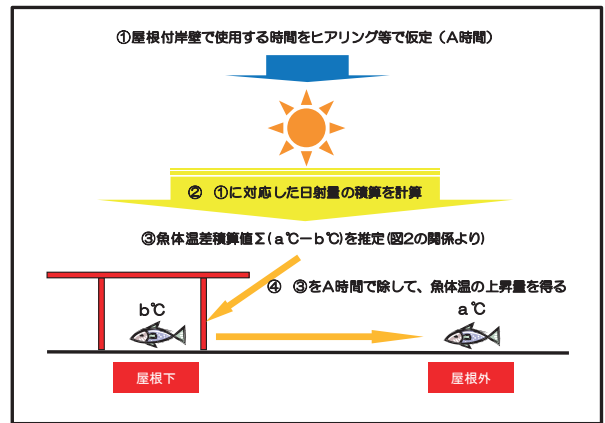 ①屋根付岸壁で使用する時間をヒアリング等で仮定（A時間）
② ①に対応した日射量の積算を計算
③魚体温差積算値Σ(a℃ーb℃)を推定(図2の関係より)
④ ③をA時間で除して、魚体温の上昇量を得る
b℃
a℃
屋根下
屋根外